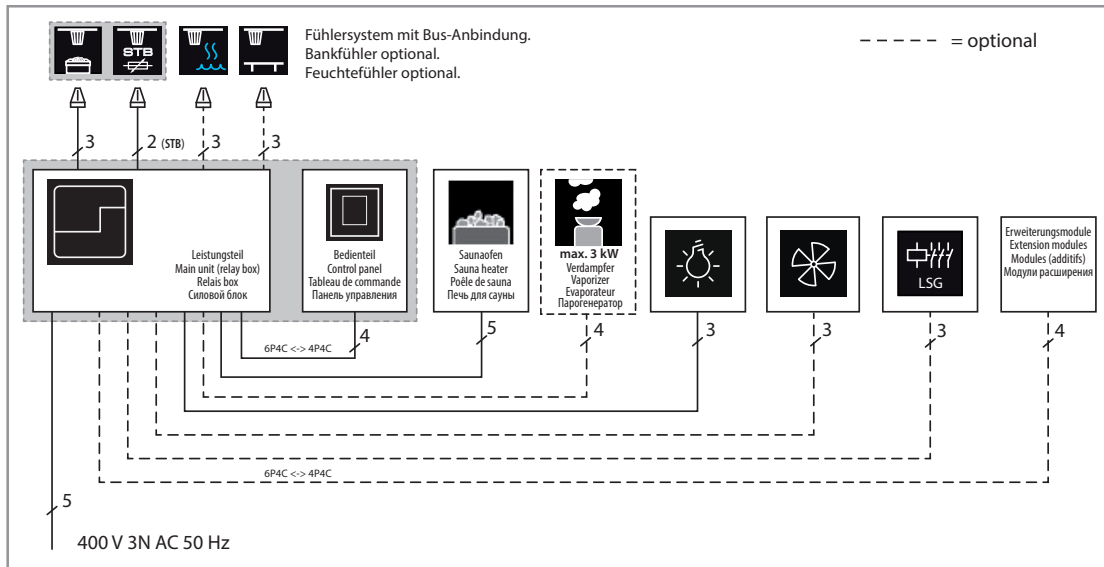 Fühlersystem mit Bus-Anbindung.
Bankfühler optional.
Feuchtefühler optional.
= optional
STB
3
2 (STB)
3
3
Leistungsteil
Main unit (relay box)
Relais box
Силовой блок
Bedienteil
Control panel
Tableau de commande
Панель управления
Saunaofen
Sauna heater
Poêle de sauna
Печь для сауны
max. 3 kW
Verdampfer
Vaporizer
Evaporateur
Парогенератор
LSG
Erweiterungsmodule
Extension modules
Modules (additifs)
Модули расширения
6P4C <-> 4P4C
4
5
4
3
3
3
4
6P4C <-> 4P4C
5
400 V 3N AC 50 Hz